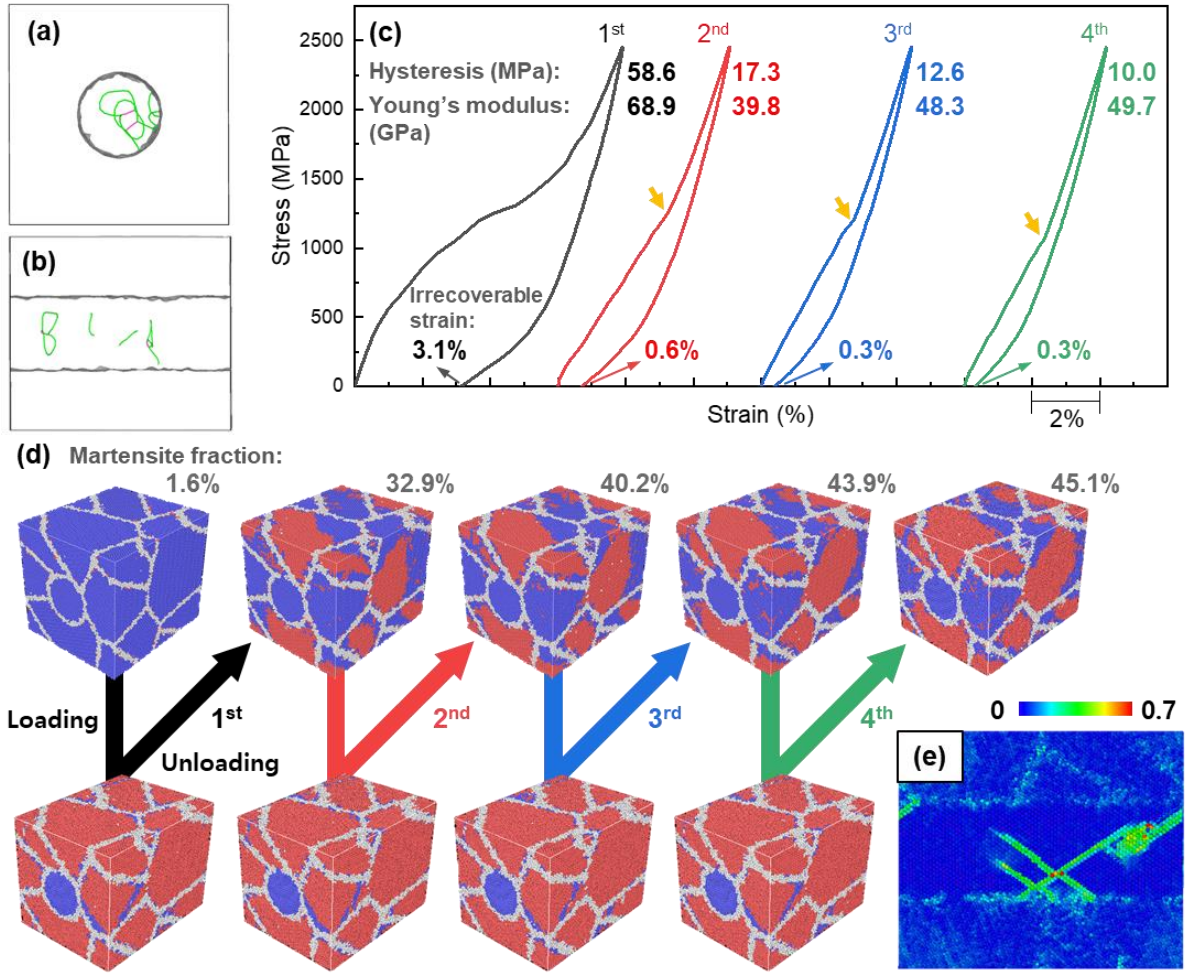 (a)
(b)
(c)
1st 2nd 3rd 4th
Hysteresis (MPa): 58.6 17.3 12.6 10.0
Young's modulus: 68.9 39.8 48.3 49.7
(GPa)
Stress (MPa)
2500
2000
1500
1000
500
0
Irrecoverable
strain:
3.1% 0.6% 0.3% 0.3%
Strain (%)
2%
(d) Martensite fraction:
1.6% 32.9% 40.2% 43.9% 45.1%
Loading 1st 2nd 3rd 4th
Unloading
0 0.7
(e)